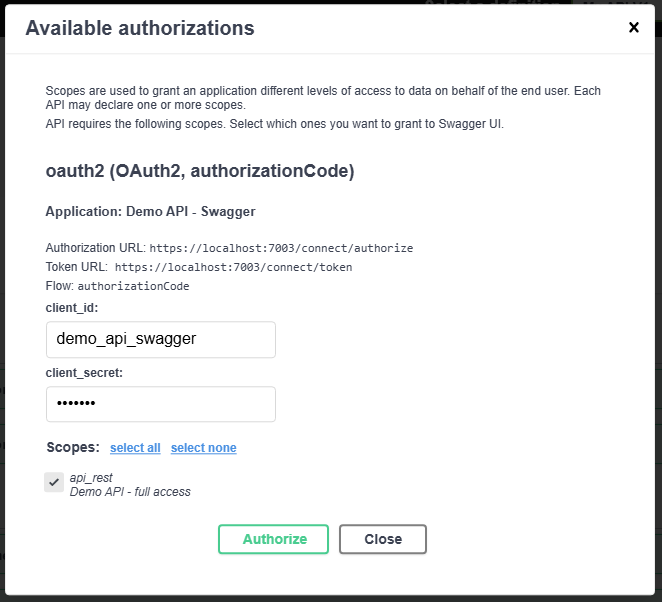 Available authorizations
Scopes are used to grant an application different levels of access to data on behalf of the end user. Each
API may declare one or more scopes.
API requires the following scopes. Select which ones you want to grant to Swagger UI.
oauth2 (OAuth2, authorizationCode)
Application: Demo API - Swagger
Authorization URL: https://localhost:7003/connect/authorize
Token URL: https://localhost:7003/connect/token
Flow: authorizationCode
client_id:
demo_api_swagger
client_secret:
•••••••
Scopes: select all select none
api_rest
Demo API - full access
Authorize Close